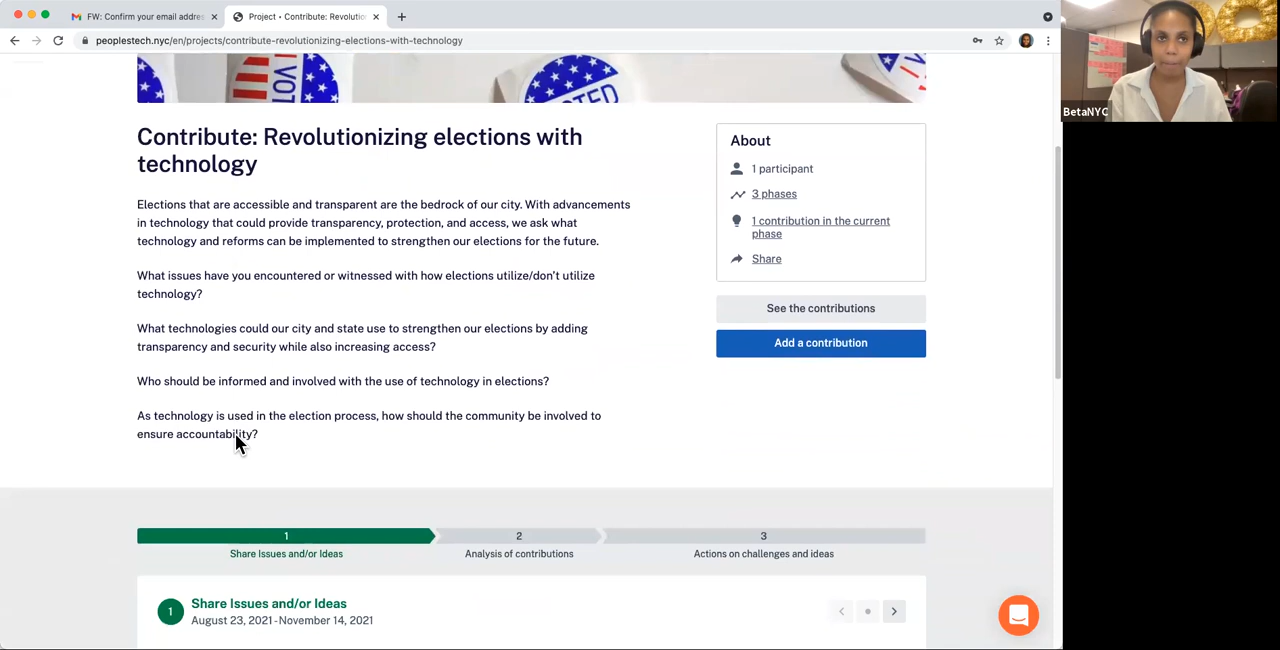 FW: Confirm your email addres
Project • Contribute: Revolutio
peoplestech.nyc/en/projects/contribute-revolutionizing-elections-with-technology
VOT
VOTED
BetaNYC
Contribute: Revolutionizing elections with
technology
Elections that are accessible and transparent are the bedrock of our city. With advancements
in technology that could provide transparency, protection, and access, we ask what
technology and reforms can be implemented to strengthen our elections for the future.
What issues have you encountered or witnessed with how elections utilize/don't utilize
technology?
What technologies could our city and state use to strengthen our elections by adding
transparency and security while also increasing access?
Who should be informed and involved with the use of technology in elections?
As technology is used in the election process, how should the community be involved to
ensure accountability?
About
1 participant
3 phases
1 contribution in the current
phase
Share
See the contributions
Add a contribution
1
2
3
Share Issues and/or Ideas
Analysis of contributions
Actions on challenges and ideas
1
Share Issues and/or Ideas
August 23, 2021 - November 14, 2021